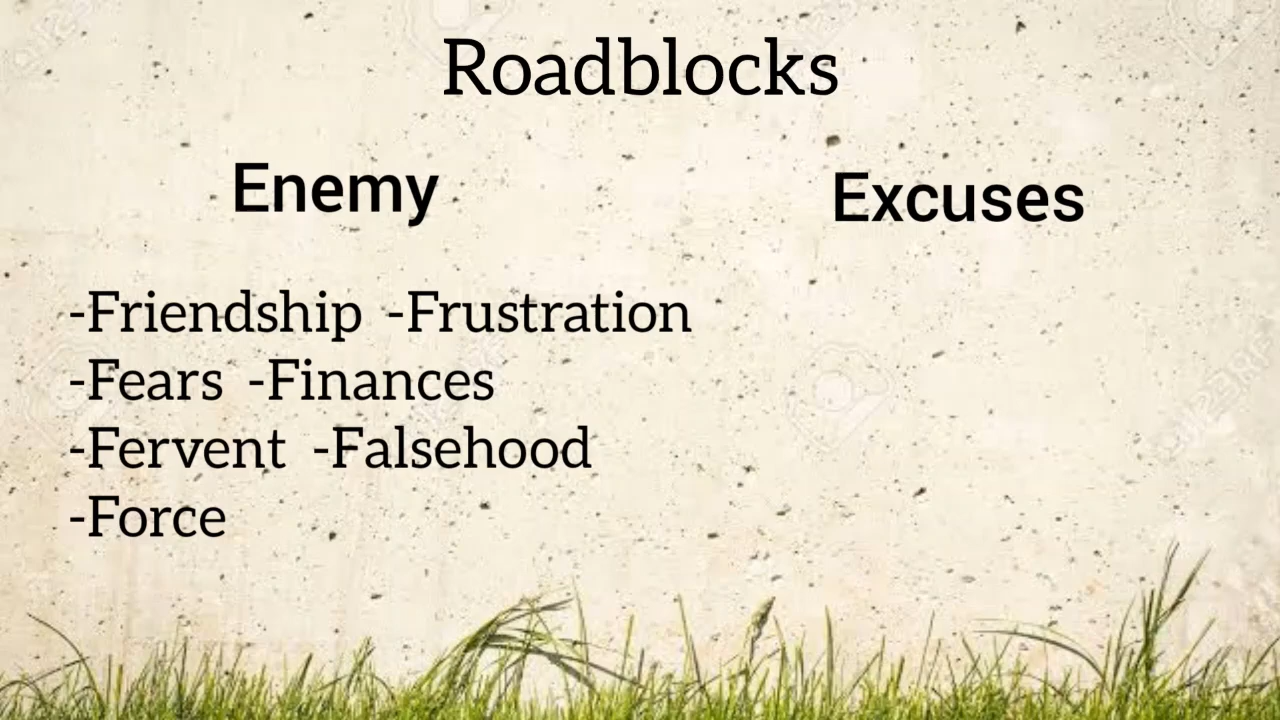 Roadblocks
Enemy
Excuses
-Friendship -Frustration
-Fears -Finances
-Fervent -Falsehood
-Force